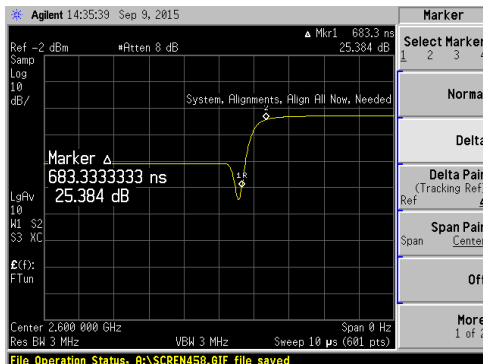 Agilent 14:35:39 Sep 9, 2015
Marker
Δ Mkr1 683.3 ns
Ref -2 dBm #Atten 8 dB 25.384 dB
Samp
Log
10
dB/
System, Alignments, Align All Now, Needed
2
1R
Marker Δ
683.3333333 ns
25.384 dB
LgAv
10
W1 S2
S3 XC
£(f):
FTun
Center 2.600 000 GHz Span 0 Hz
Res BW 3 MHz VBW 3 MHz Sweep 10 µs (601 pts)
File Operation Status, A:\SCREN458.GIF file saved
Select Marker
1 2 3 4
Norma
Delta
Delta Pair
(Tracking Ref)
Ref Δ
Span Pair
Span Center
Off
More
1 of 2